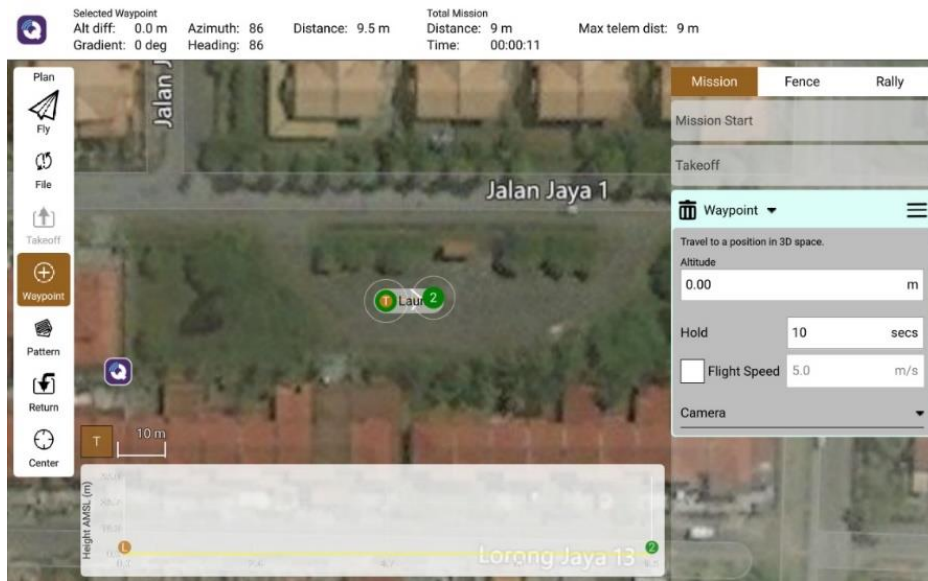 Selected Waypoint
Alt diff: 0.0 m Azimuth: 86 Distance: 9.5 m
Gradient: 0 deg Heading: 86
Total Mission
Distance: 9 m Max telem dist: 9 m
Time: 00:00:11
Plan
Fly
File
Takeoff
Waypoint
Pattern
Return
Center
Jalan J
Jalan Jaya 1
T Laun 2
T 10 m
Mission Fence Rally
Mission Start
Takeoff
Waypoint
Travel to a position in 3D space.
Altitude
0.00 m
Hold 10 secs
Flight Speed 5.0 m/s
Camera
Height AMSL (m)
L 2
Lorong Jaya 13